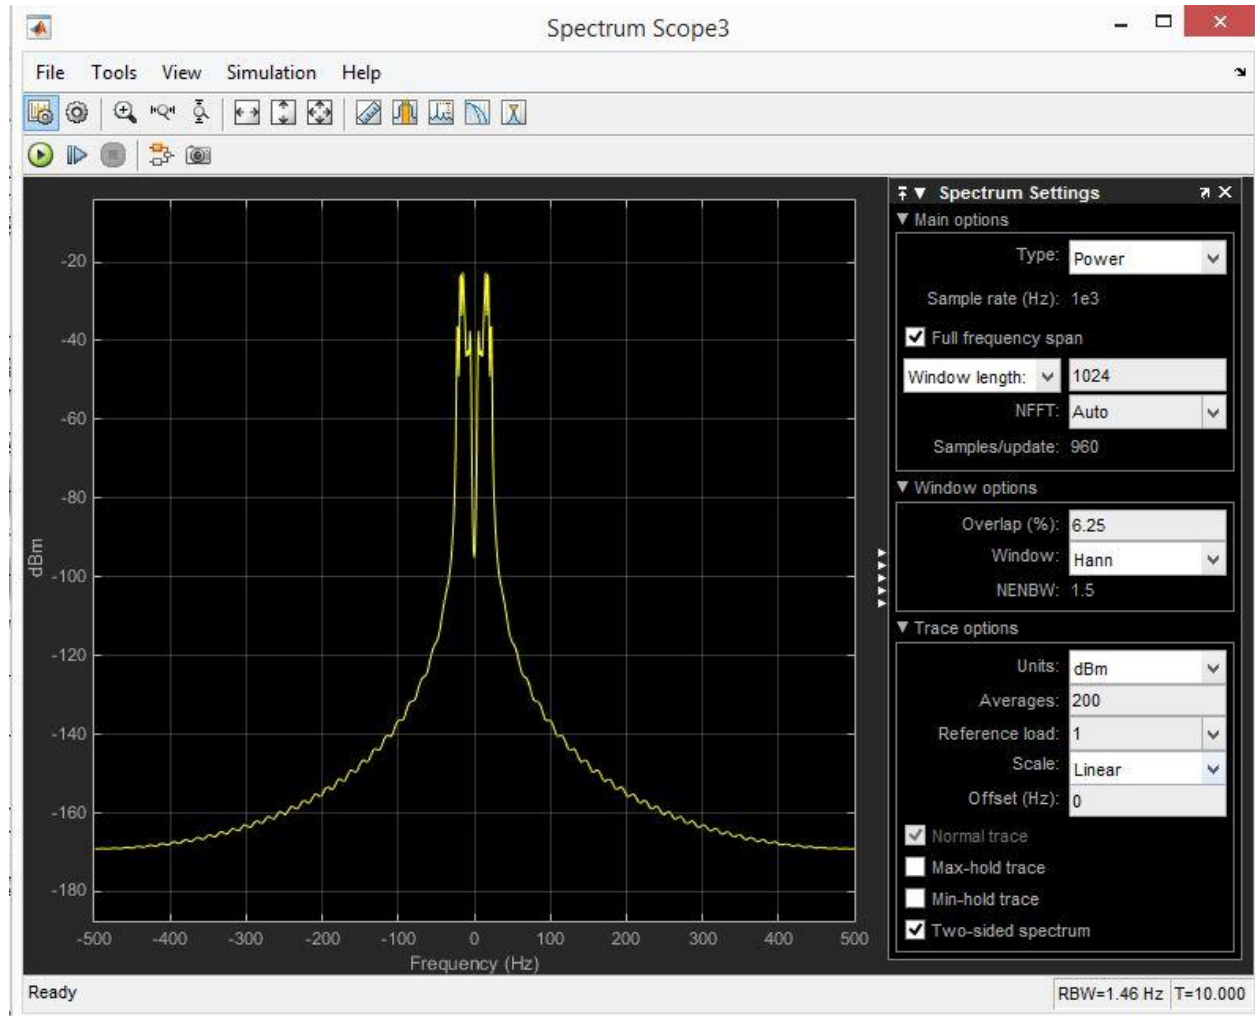 Spectrum Scope3
File Tools View Simulation Help
-20
-40
-60
-80
-100
-120
-140
-160
-180
dBm
-500 -400 -300 -200 -100 0 100 200 300 400 500
Frequency (Hz)
Spectrum Settings
Main options
Type: Power
Sample rate (Hz): 1e3
Full frequency span
Window length: 1024
NFFT: Auto
Samples/update: 960
Window options
Overlap (%): 6.25
Window: Hann
NENBW: 1.5
Trace options
Units: dBm
Averages: 200
Reference load: 1
Scale: Linear
Offset (Hz): 0
Normal trace
Max-hold trace
Min-hold trace
Two-sided spectrum
Ready
RBW=1.46 Hz T=10.000